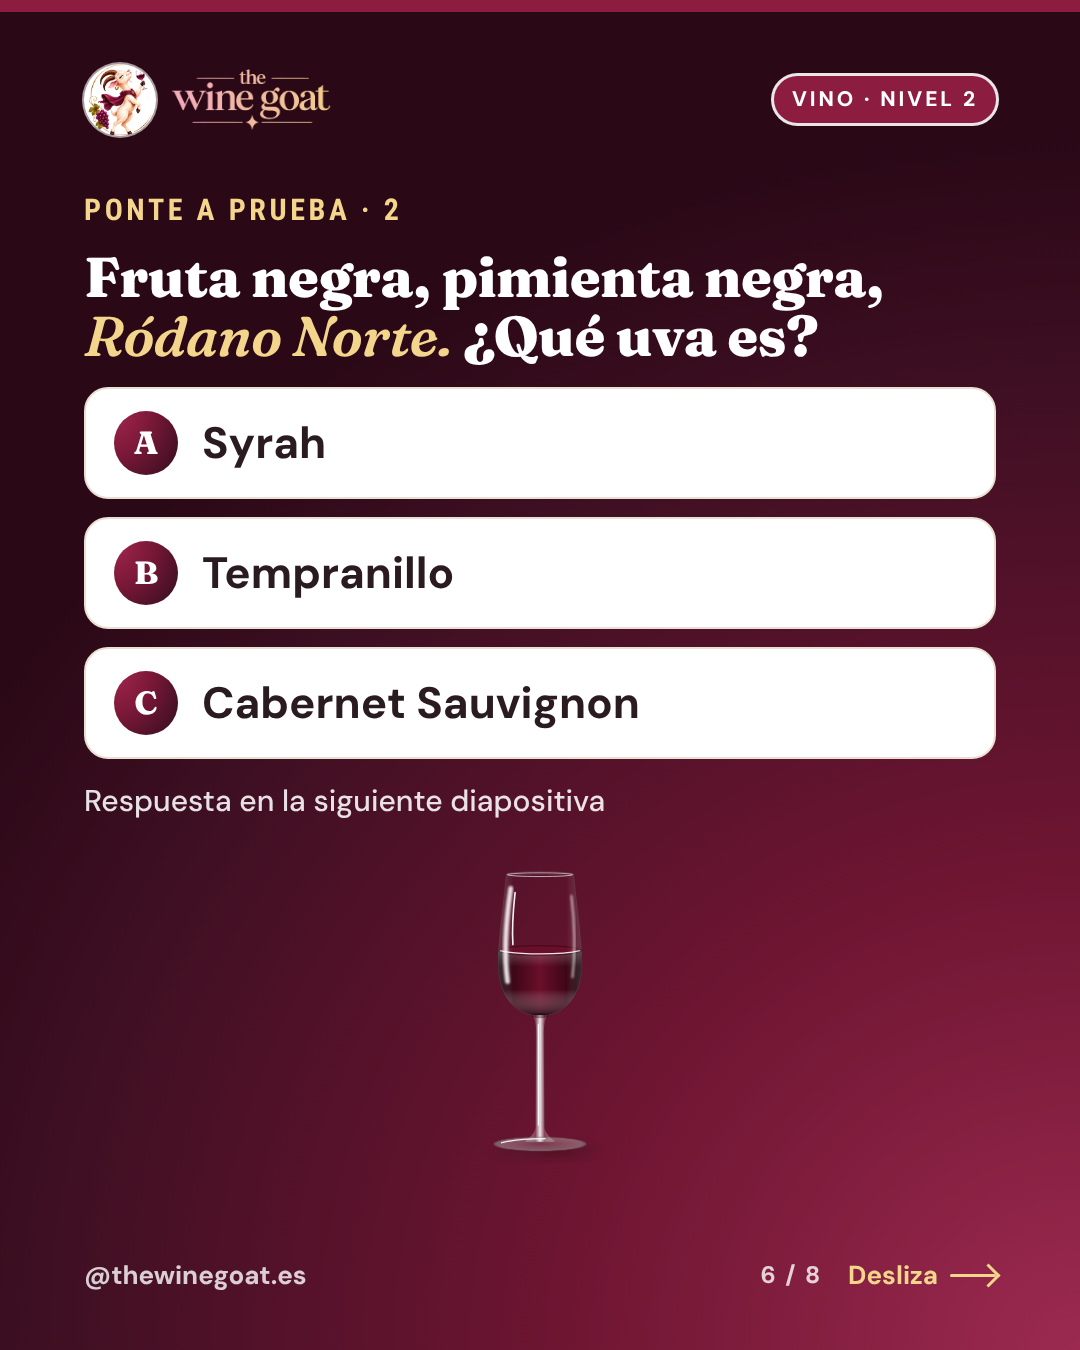 the
wine goat
VINO · NIVEL 2
PONTE A PRUEBA · 2
Fruta negra, pimienta negra,
Ródano Norte. ¿Qué uva es?
A Syrah
B Tempranillo
C Cabernet Sauvignon
Respuesta en la siguiente diapositiva
@thewinegoat.es
6 / 8 Desliza